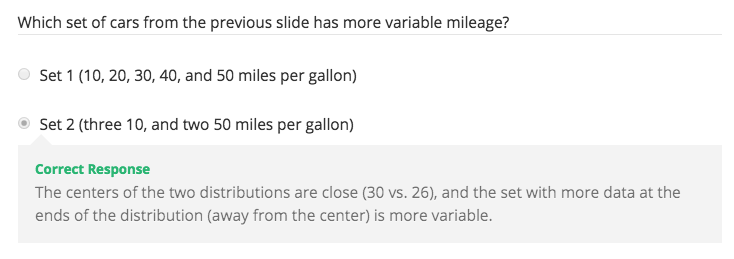 Which set of cars from the previous slide has more variable mileage?
Set 1 (10, 20, 30, 40, and 50 miles per gallon)
Set 2 (three 10, and two 50 miles per gallon)
Correct Response
The centers of the two distributions are close (30 vs. 26), and the set with more data at the
ends of the distribution (away from the center) is more variable.